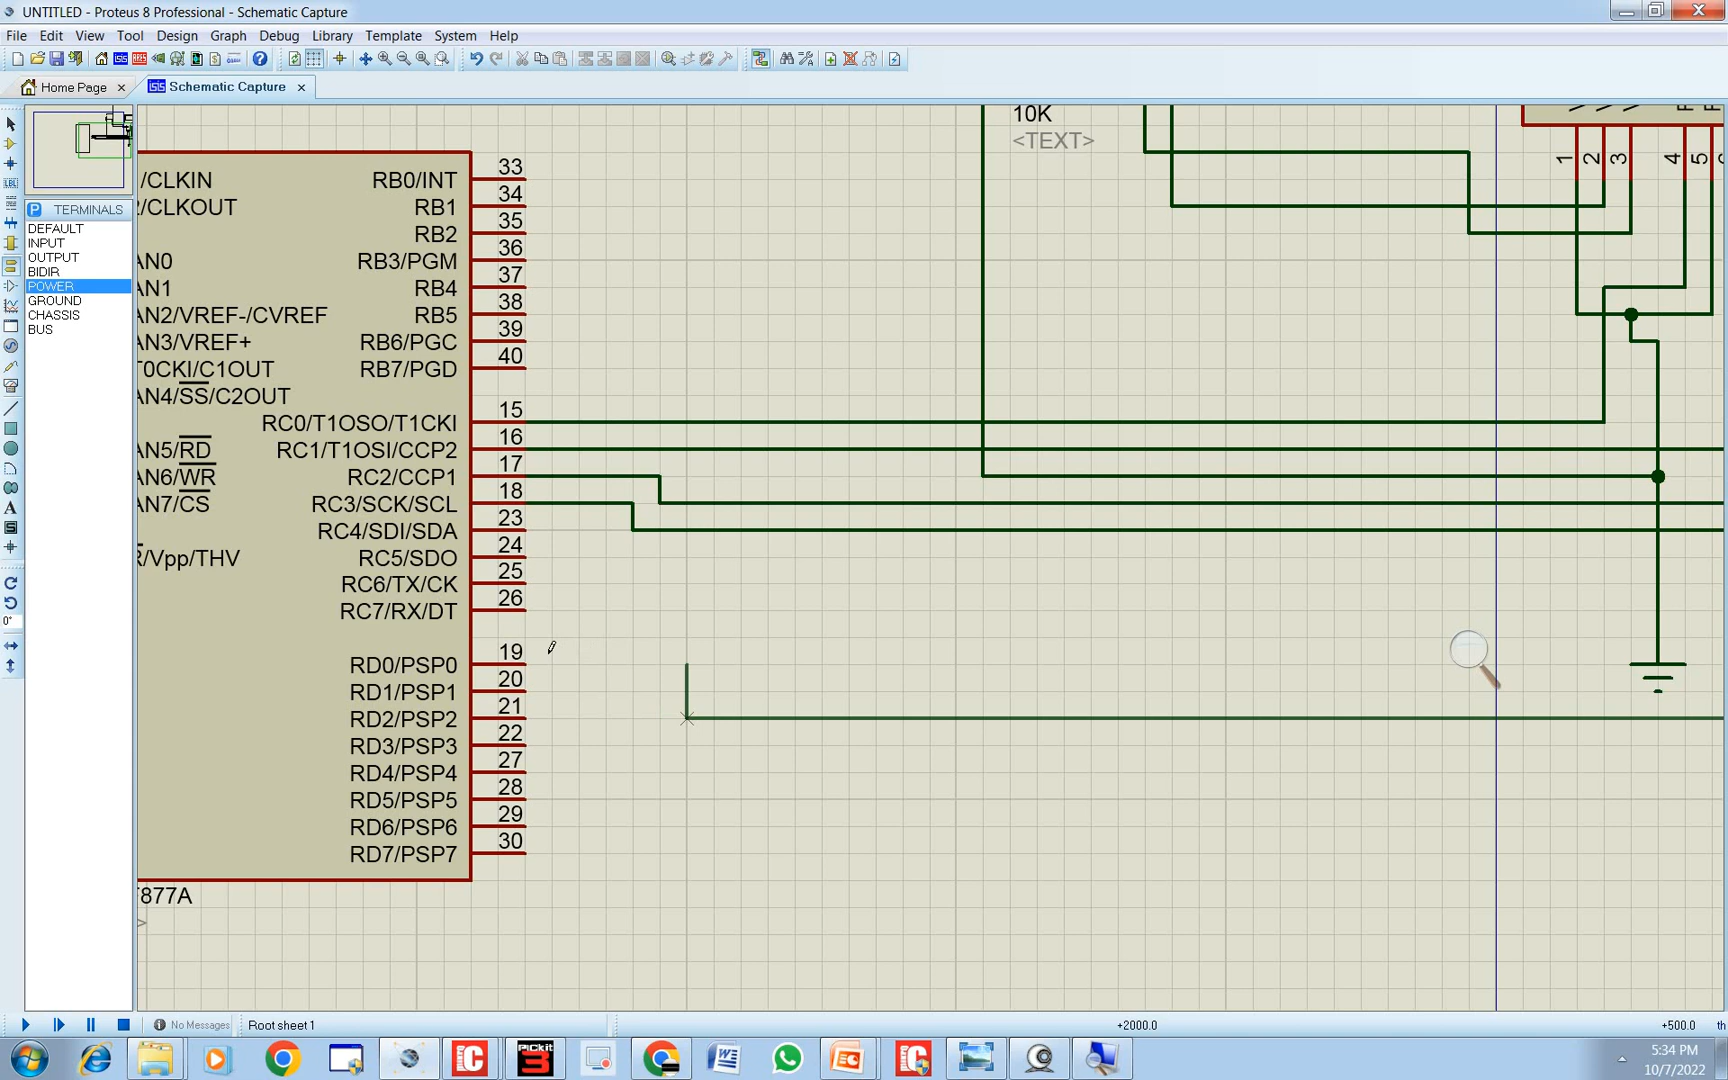 UNTITLED - Proteus 8 Professional - Schematic Capture
File Edit View Tool Design Graph Debug Library Template System Help
Home Page
Schematic Capture
TERMINALS
DEFAULT
INPUT
OUTPUT
BIDIR
POWER
GROUND
CHASSIS
BUS
/CLKIN
/CLKOUT
AN0
AN1
AN2/VREF-/CVREF
AN3/VREF+
T0CKI/C1OUT
AN4/SS/C2OUT
AN5/RD
AN6/WR
AN7/CS
/Vpp/THV
RB0/INT 33
RB1 34
RB2 35
RB3/PGM 36
RB4 37
RB5 38
RB6/PGC 39
RB7/PGD 40
RC0/T1OSO/T1CKI 15
RC1/T1OSI/CCP2 16
RC2/CCP1 17
RC3/SCK/SCL 18
RC4/SDI/SDA 23
RC5/SDO 24
RC6/TX/CK 25
RC7/RX/DT 26
RD0/PSP0 19
RD1/PSP1 20
RD2/PSP2 21
RD3/PSP3 22
RD4/PSP4 27
RD5/PSP5 28
RD6/PSP6 29
RD7/PSP7 30
F877A
>
10K
<TEXT>
1 2 3 4 5
0°
No Messages
Root sheet 1
+2000.0
+500.0
th
5:34 PM
10/7/2022